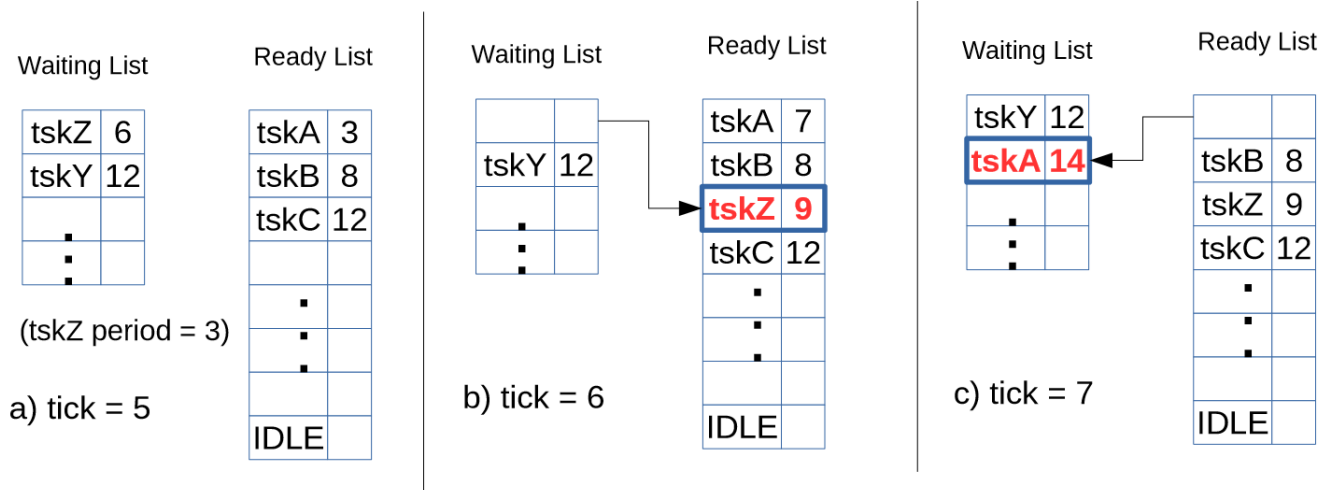 Waiting List
Ready List
tskZ 6
tskY 12
tskA 3
tskB 8
tskC 12
IDLE
(tskZ period = 3)
a) tick = 5
Waiting List
Ready List
tskY 12
tskA 7
tskB 8
tskZ 9
tskC 12
IDLE
b) tick = 6
Waiting List
Ready List
tskY 12
tskA 14
tskB 8
tskZ 9
tskC 12
IDLE
c) tick = 7